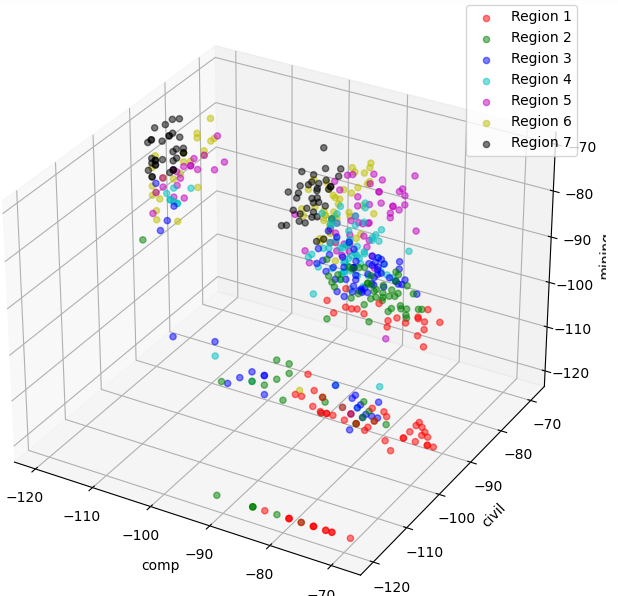 Region 1
Region 2
Region 3
Region 4
Region 5
Region 6
Region 7
−70
−80
−90
−100
−110
−120
mining
−70
−80
−90
−100
−110
−120
civil
−120
−110
−100
−90
−80
−70
comp